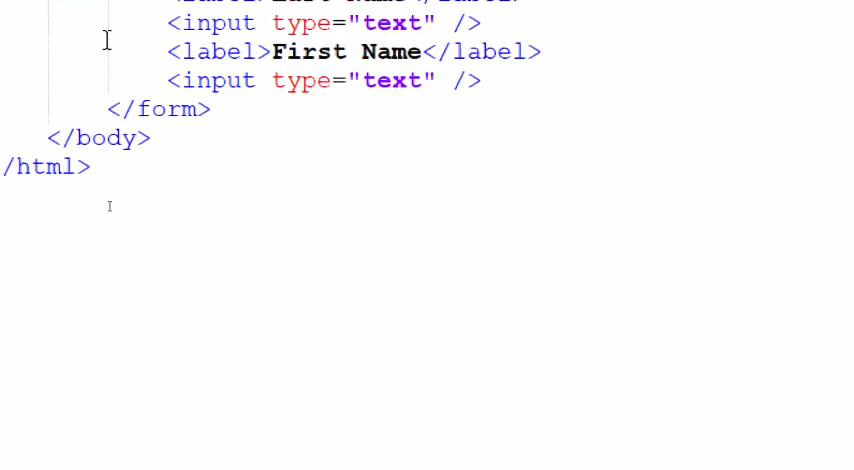 <input type="text" />
<label>First Name</label>
<input type="text" />
</form>
</body>
/html>